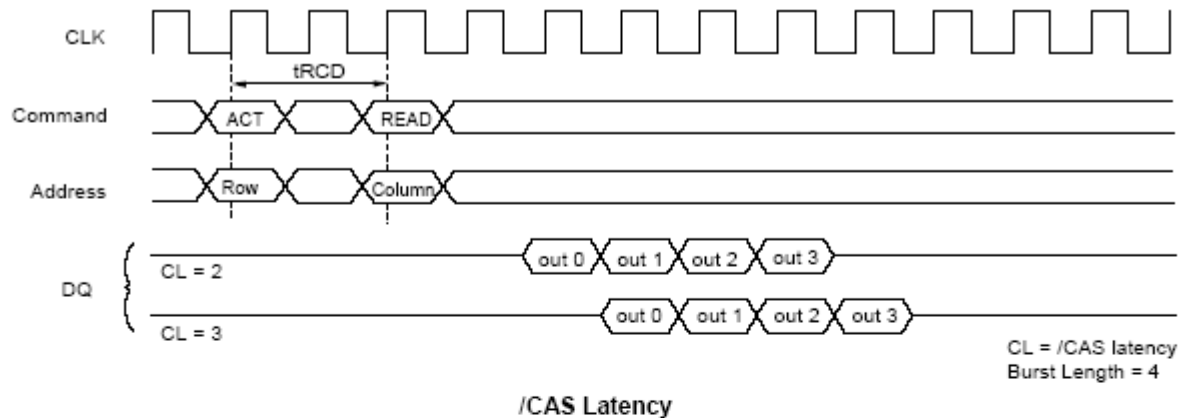 CLK
tRCD
Command ACT READ
Address Row Column
out 0 out 1 out 2 out 3
CL = 2
DQ
out 0 out 1 out 2 out 3
CL = 3
CL = /CAS latency
Burst Length = 4
/CAS Latency